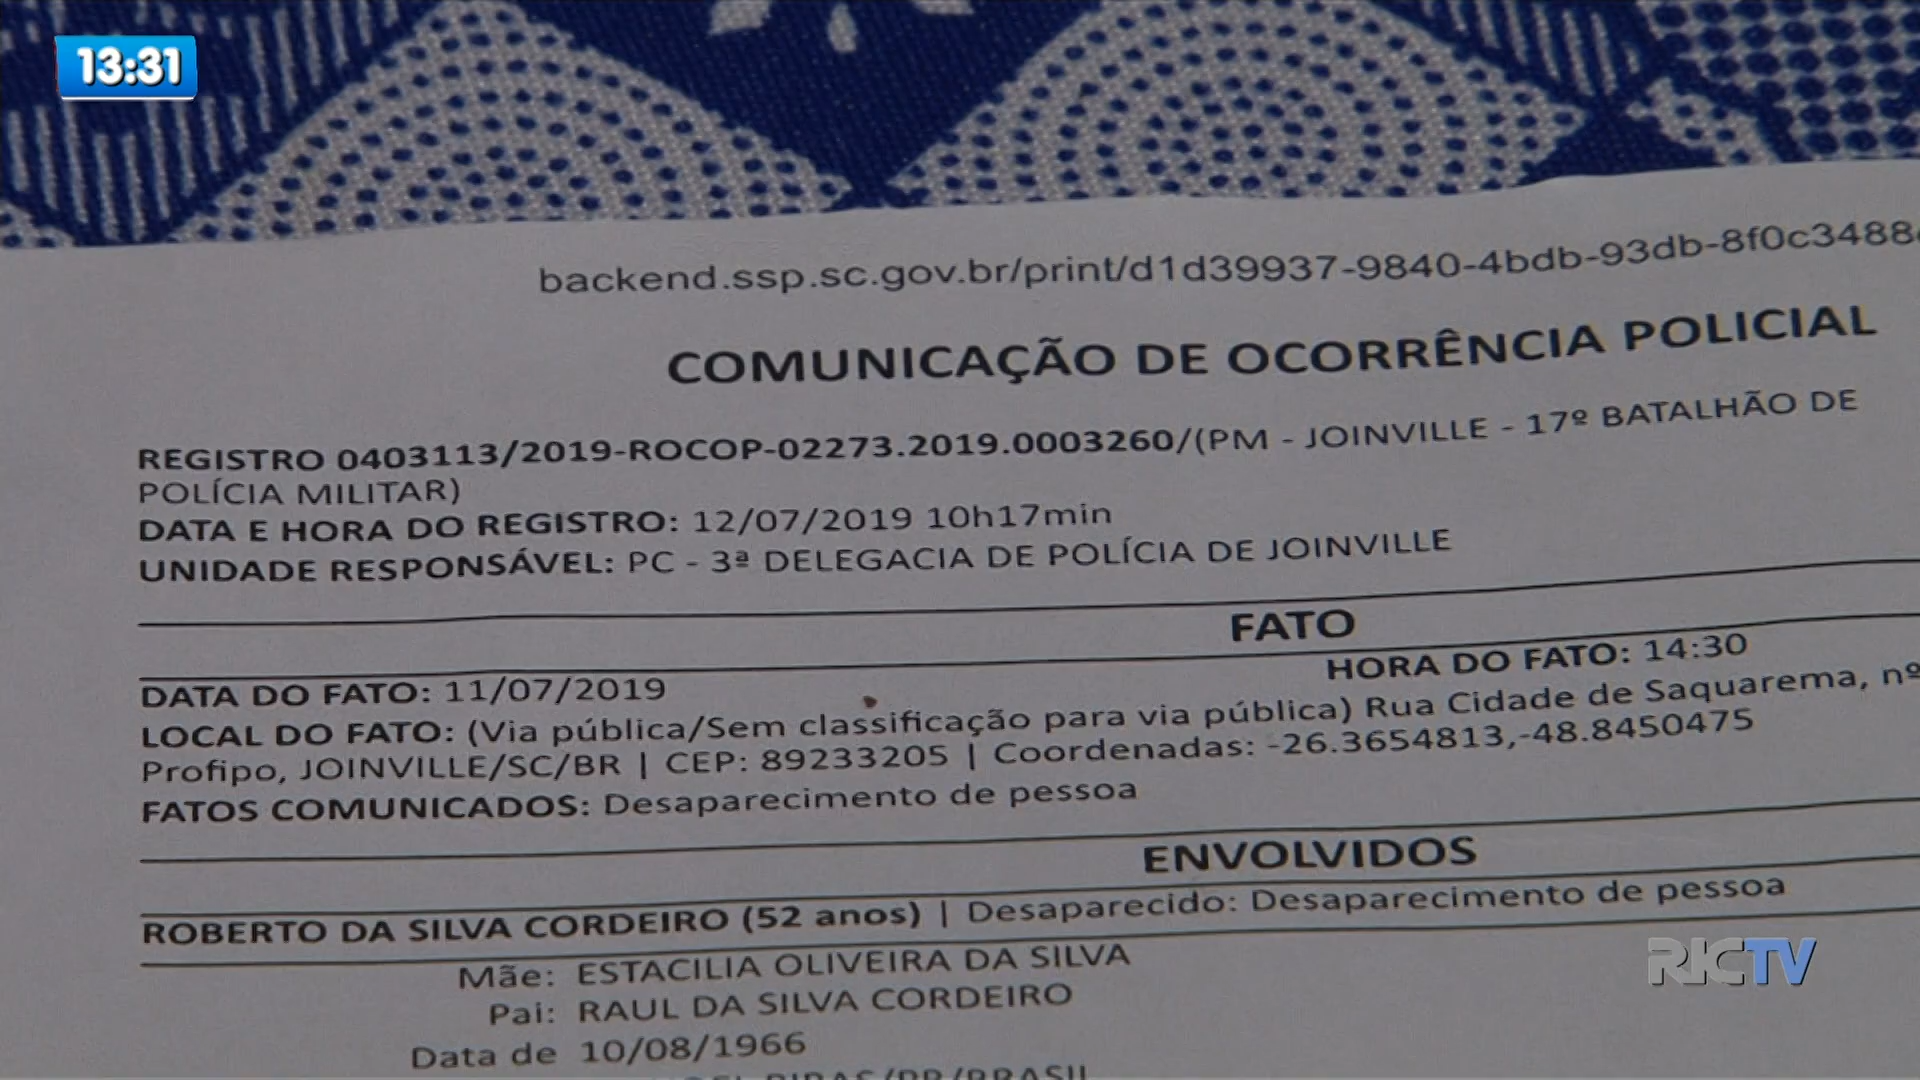 13:31
backend.ssp.sc.gov.br/print/d1d39937-9840-4bdb-93db-8f0c3488
COMUNICAÇÃO DE OCORRÊNCIA POLICIAL
REGISTRO 0403113/2019-ROCOP-02273.2019.0003260/(PM - JOINVILLE - 17º BATALHÃO DE
POLÍCIA MILITAR)
DATA E HORA DO REGISTRO: 12/07/2019 10h17min
UNIDADE RESPONSÁVEL: PC - 3ª DELEGACIA DE POLÍCIA DE JOINVILLE
FATO
DATA DO FATO: 11/07/2019 HORA DO FATO: 14:30
LOCAL DO FATO: (Via pública/Sem classificação para via pública) Rua Cidade de Saquarema, nº
Profipo, JOINVILLE/SC/BR | CEP: 89233205 | Coordenadas: -26.3654813,-48.8450475
FATOS COMUNICADOS: Desaparecimento de pessoa
ENVOLVIDOS
ROBERTO DA SILVA CORDEIRO (52 anos) | Desaparecido: Desaparecimento de pessoa
Mãe: ESTACILIA OLIVEIRA DA SILVA
Pai: RAUL DA SILVA CORDEIRO
Data de 10/08/1966
RIBAS/PR/BRASIL
RICTV